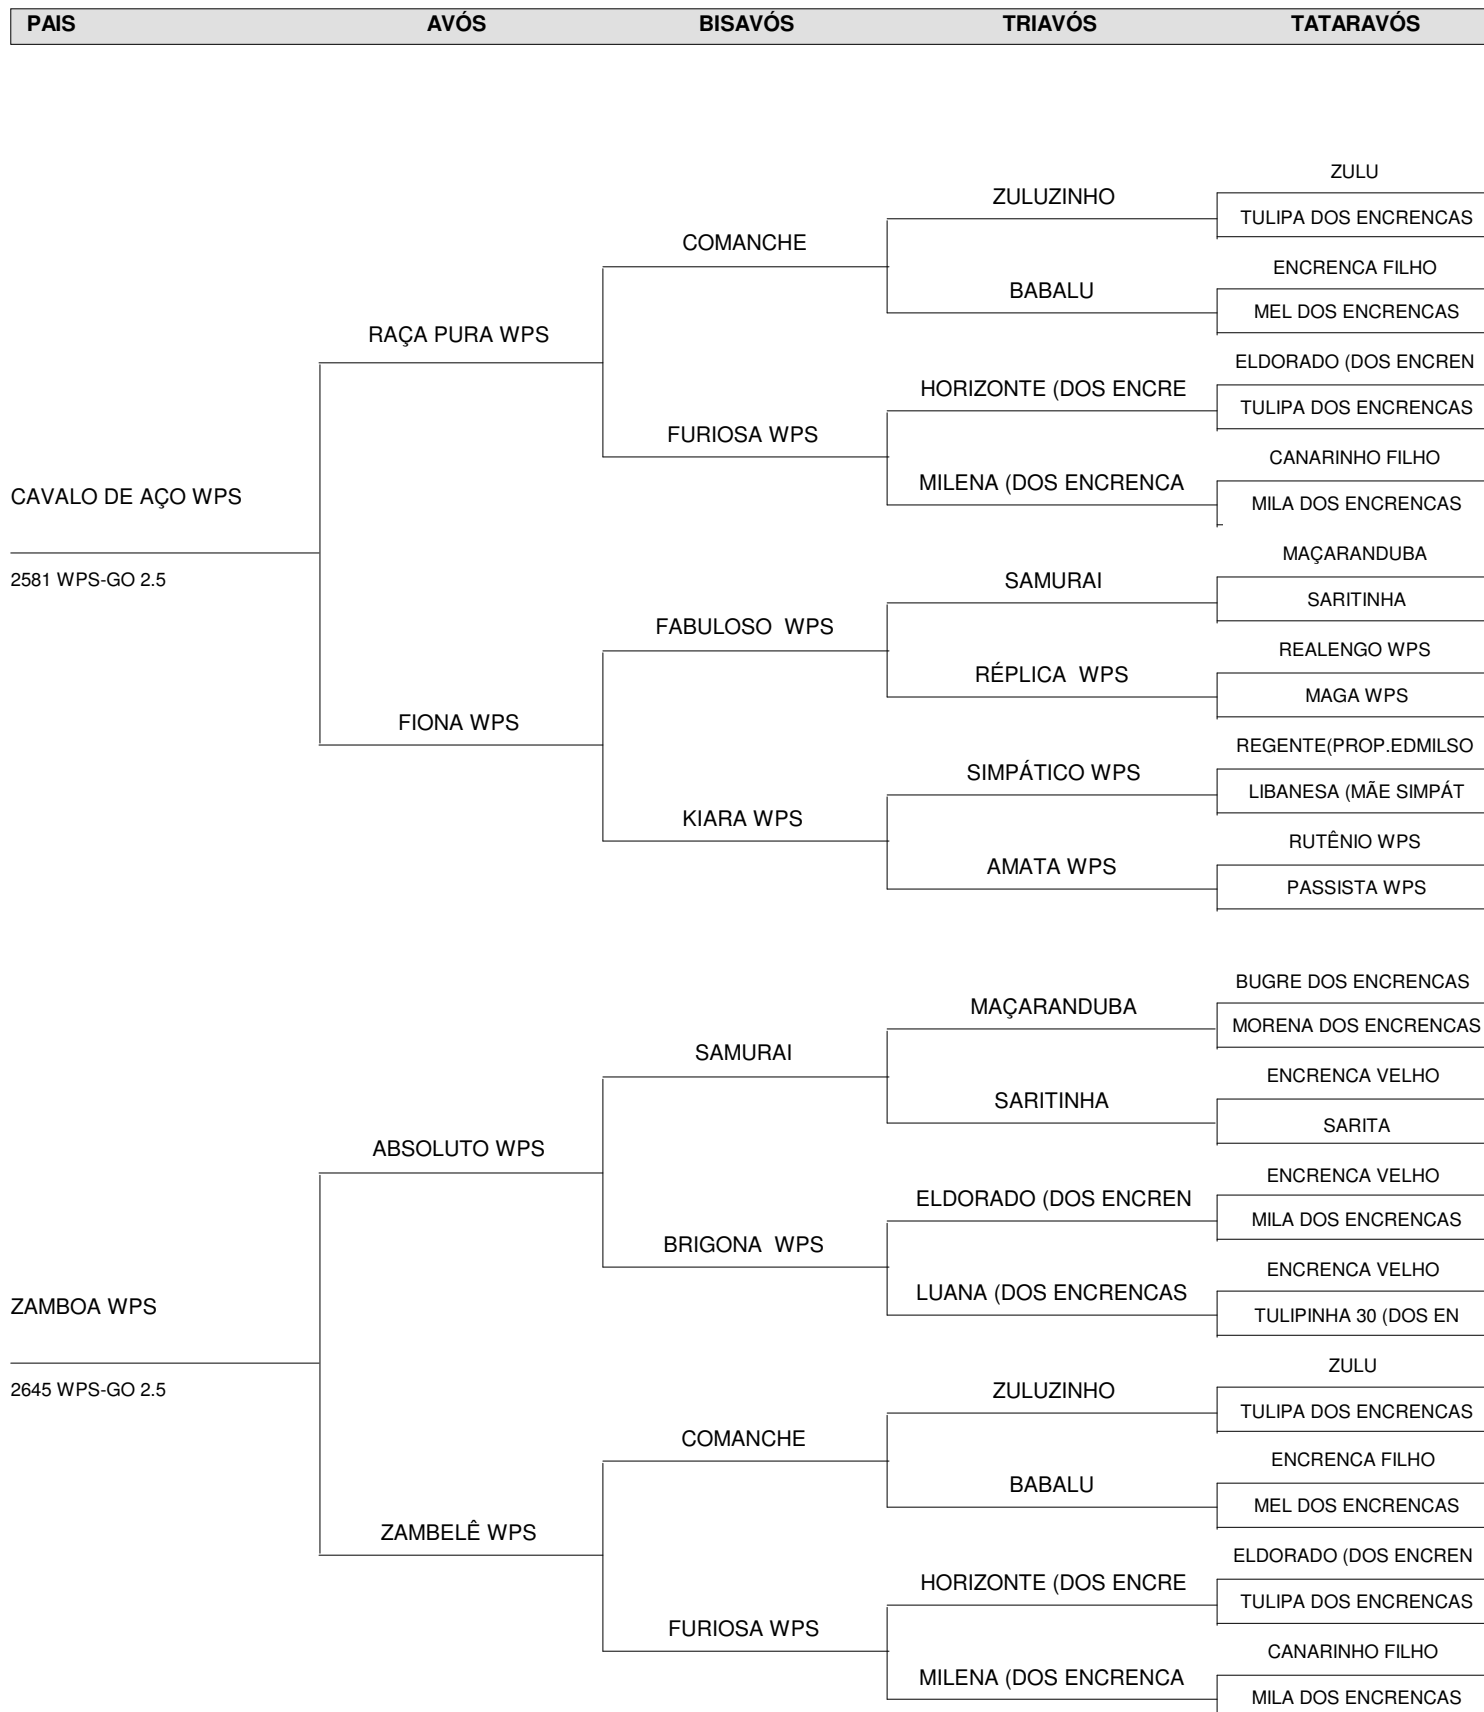 PAIS AVÓS BISAVÓS TRIAVÓS TATARAVÓS
ZULU
ZULUZINHO
TULIPA DOS ENCRENCAS
COMANCHE
ENCRENCA FILHO
BABALU
MEL DOS ENCRENCAS
RAÇA PURA WPS
ELDORADO (DOS ENCREN
HORIZONTE (DOS ENCRE
TULIPA DOS ENCRENCAS
FURIOSA WPS
CANARINHO FILHO
MILENA (DOS ENCRENCA
MILA DOS ENCRENCAS
CAVALO DE AÇO WPS
2581 WPS-GO 2.5
MAÇARANDUBA
SAMURAI
SARITINHA
FABULOSO  WPS
REALENGO WPS
RÉPLICA  WPS
MAGA WPS
FIONA WPS
REGENTE(PROP.EDMILSO
SIMPÁTICO WPS
LIBANESA (MÃE SIMPÁT
KIARA WPS
RUTÊNIO WPS
AMATA WPS
PASSISTA WPS
BUGRE DOS ENCRENCAS
MAÇARANDUBA
MORENA DOS ENCRENCAS
SAMURAI
ENCRENCA VELHO
SARITINHA
SARITA
ABSOLUTO WPS
ENCRENCA VELHO
ELDORADO (DOS ENCREN
MILA DOS ENCRENCAS
BRIGONA  WPS
ENCRENCA VELHO
LUANA (DOS ENCRENCAS
TULIPINHA 30 (DOS EN
ZAMBOA WPS
2645 WPS-GO 2.5
ZULU
ZULUZINHO
TULIPA DOS ENCRENCAS
COMANCHE
ENCRENCA FILHO
BABALU
MEL DOS ENCRENCAS
ZAMBELÊ WPS
ELDORADO (DOS ENCREN
HORIZONTE (DOS ENCRE
TULIPA DOS ENCRENCAS
FURIOSA WPS
CANARINHO FILHO
MILENA (DOS ENCRENCA
MILA DOS ENCRENCAS